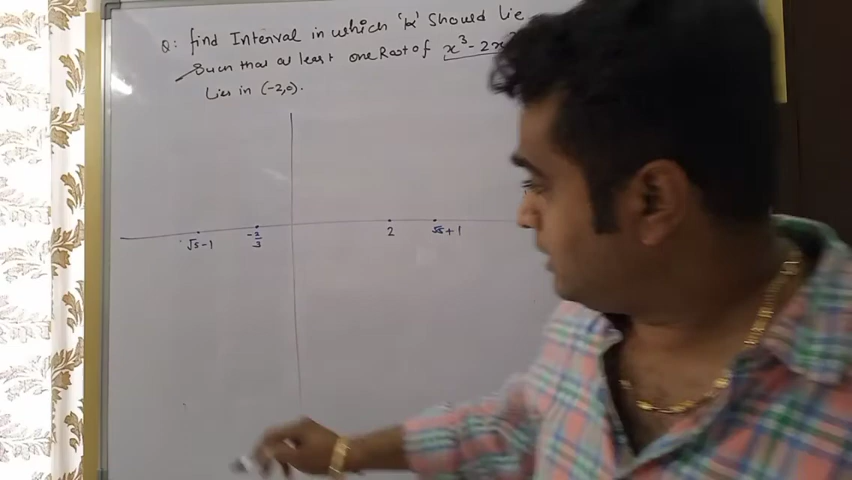 Q: find Interval in which 'k' should lie
Such that at least one Root of x³-2x
Lies in (-2,0).
√5-1 -2/3 2 √5+1